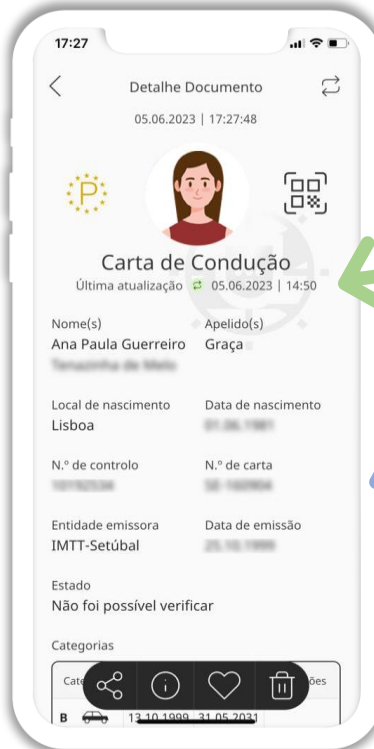 17:27
Detalhe Documento
05.06.2023 | 17:27:48
P
Carta de Condução
Última atualização 05.06.2023 | 14:50
Nome(s) Apelido(s)
Ana Paula Guerreiro Graça
Local de nascimento Data de nascimento
Lisboa
N.º de controlo N.º de carta
Entidade emissora Data de emissão
IMTT-Setúbal
Estado
Não foi possível verificar
Categorias
B 13.10.1999 31.05.2031